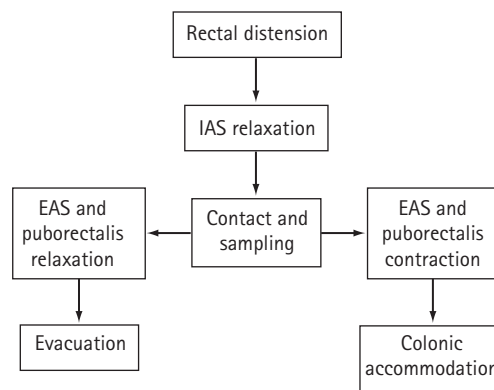 Rectal distension
IAS relaxation
EAS and
puborectalis
relaxation
Contact and
sampling
EAS and
puborectalis
contraction
Evacuation
Colonic
accommodation